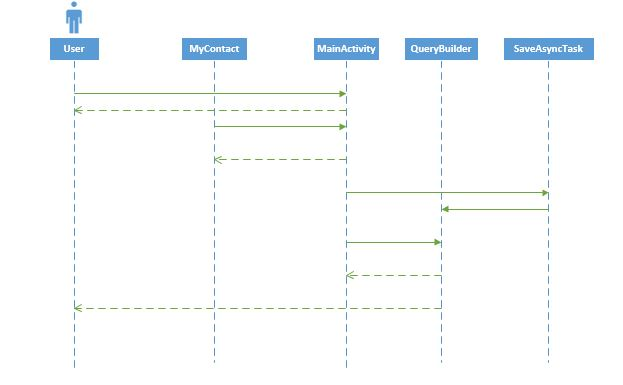 User
MyContact
MainActivity
QueryBuilder
SaveAsyncTask